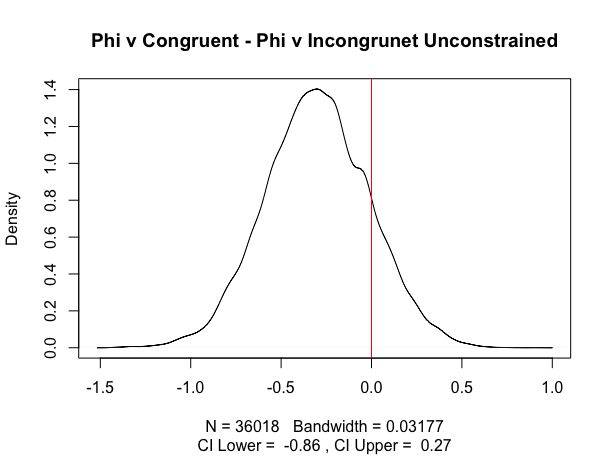 Phi v Congruent - Phi v Incongrunet Unconstrained
Density
1.4
1.2
1.0
0.8
0.6
0.4
0.2
0.0
-1.5 -1.0 -0.5 0.0 0.5 1.0
N = 36018 Bandwidth = 0.03177
CI Lower = -0.86 , CI Upper = 0.27